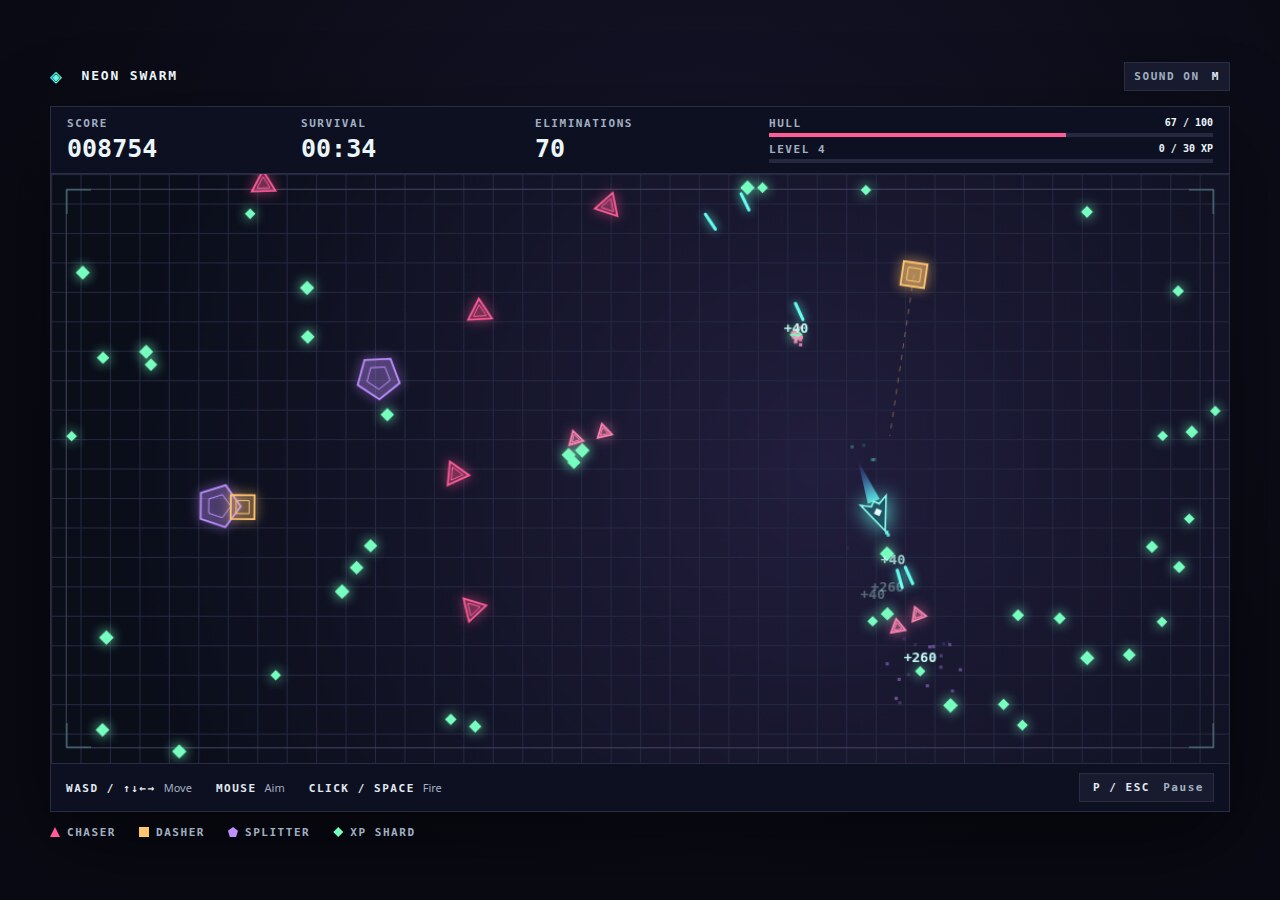 NEON SWARM
SOUND ON M
SCORE
008754
SURVIVAL
00:34
ELIMINATIONS
70
HULL
67 / 100
LEVEL 4
0 / 30 XP
+40
+40
+260
+40
+260
WASD / ↑↓←→ Move
MOUSE Aim
CLICK / SPACE Fire
P / ESC Pause
CHASER
DASHER
SPLITTER
XP SHARD